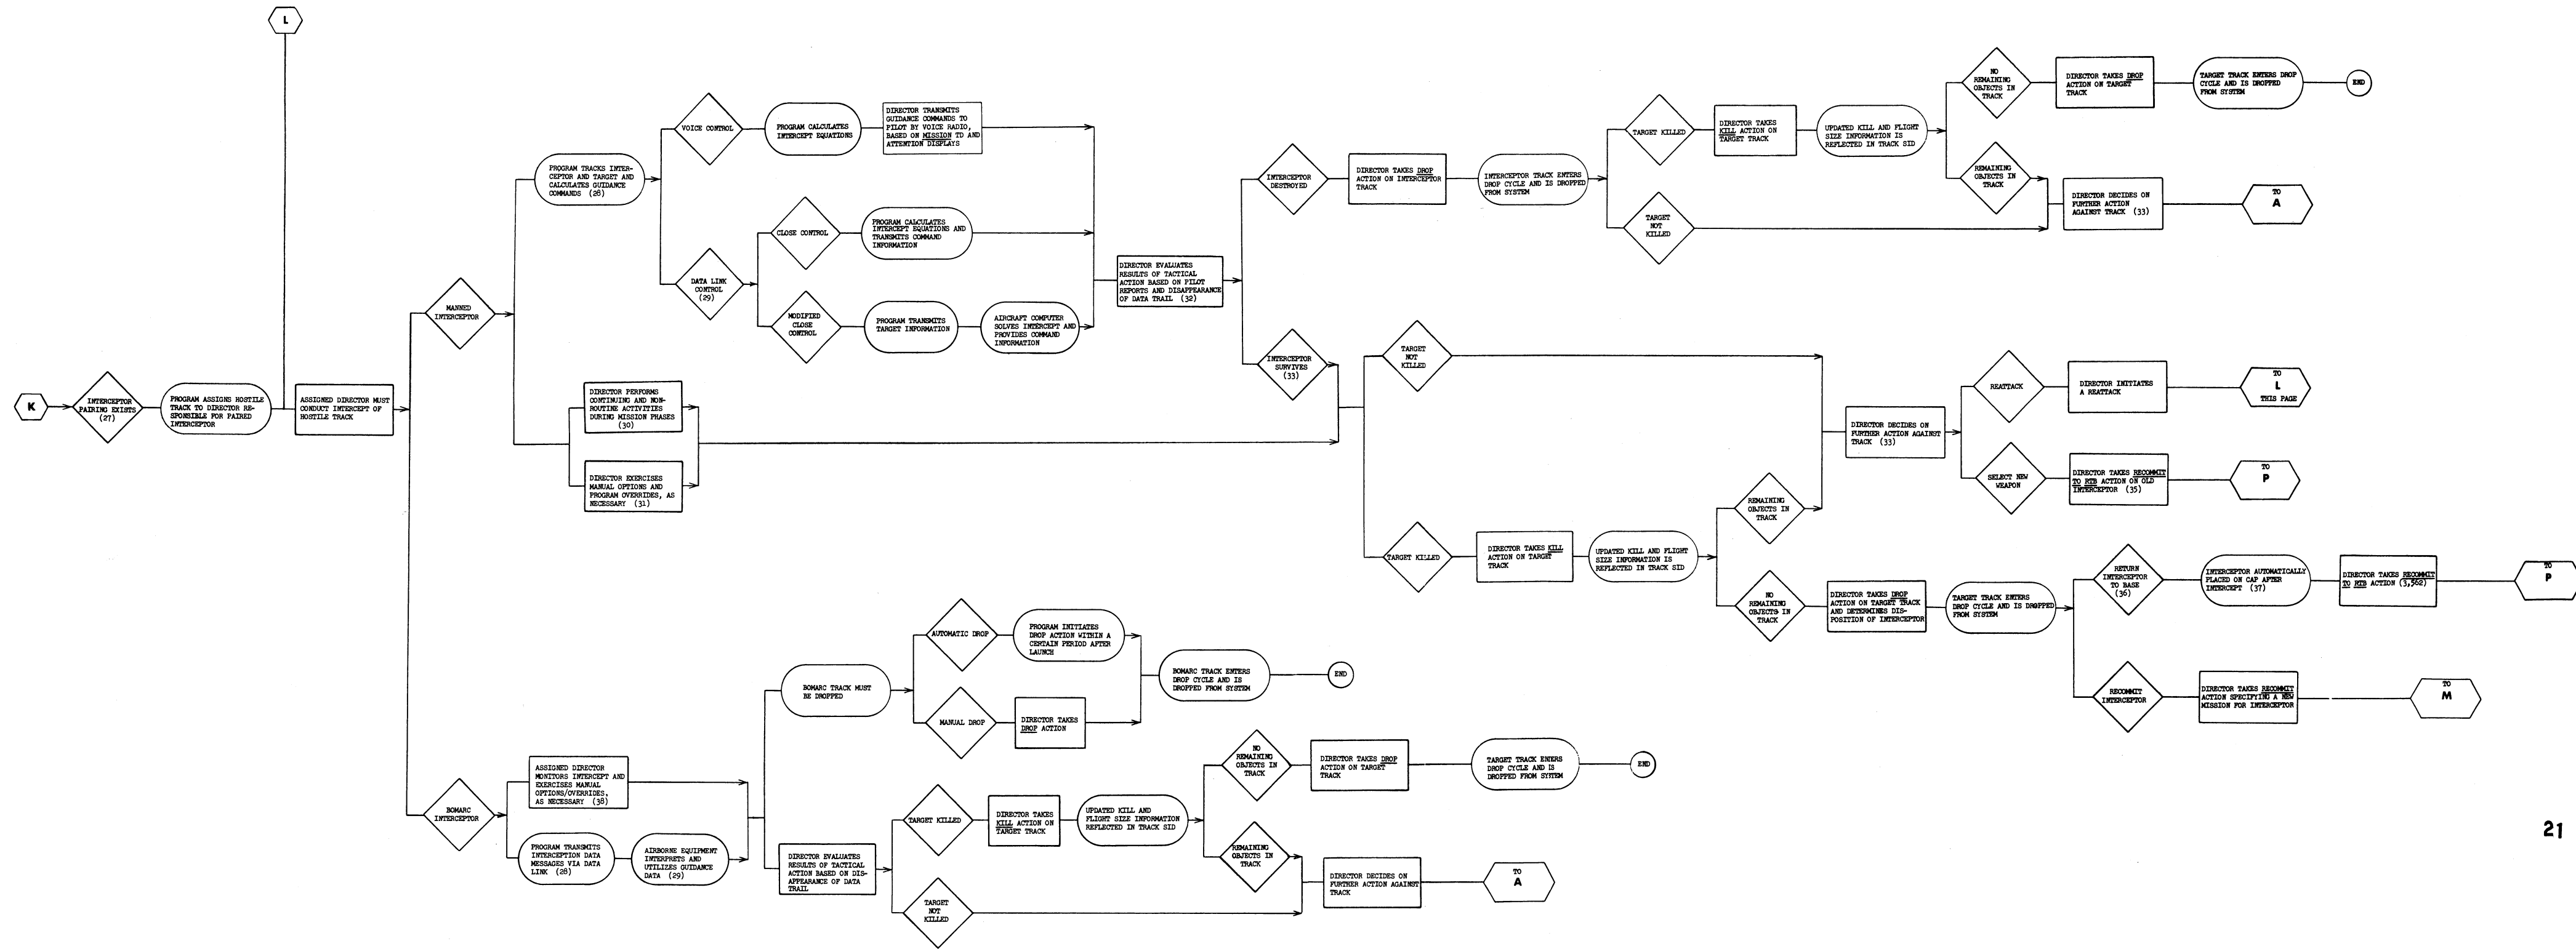 L
K
INTERCEPTOR
PAIRING EXISTS
(27)
PROGRAM ASSIGNS HOSTILE
TRACK TO DIRECTOR RE-
SPONSIBLE FOR PAIRED
INTERCEPTOR
ASSIGNED DIRECTOR MUST
CONDUCT INTERCEPT OF
HOSTILE TRACK
MANNED
INTERCEPTOR
PROGRAM TRACKS INTER-
CEPTOR AND TARGET AND
CALCULATES GUIDANCE
COMMANDS (28)
VOICE CONTROL
PROGRAM CALCULATES
INTERCEPT EQUATIONS
DIRECTOR TRANSMITS
GUIDANCE COMMANDS TO
PILOT BY VOICE RADIO,
BASED ON MISSION TD AND
ATTENTION DISPLAYS
DATA LINK
CONTROL
(29)
CLOSE CONTROL
PROGRAM CALCULATES
INTERCEPT EQUATIONS AND
TRANSMITS COMMAND
INFORMATION
MODIFIED
CLOSE
CONTROL
PROGRAM TRANSMITS
TARGET INFORMATION
AIRCRAFT COMPUTER
SOLVES INTERCEPT AND
PROVIDES COMMAND
INFORMATION
DIRECTOR PERFORMS
CONTINUING AND NON-
ROUTINE ACTIVITIES
DURING MISSION PHASES
(30)
DIRECTOR EXERCISES
MANUAL OPTIONS AND
PROGRAM OVERRIDES, AS
NECESSARY (31)
DIRECTOR EVALUATES
RESULTS OF TACTICAL
ACTION BASED ON PILOT
REPORTS AND DISAPPEARANCE
OF DATA TRAIL (32)
INTERCEPTOR
DESTROYED
DIRECTOR TAKES DROP
ACTION ON INTERCEPTOR
TRACK
INTERCEPTOR TRACK ENTERS
DROP CYCLE AND IS DROPPED
FROM SYSTEM
TARGET KILLED
DIRECTOR TAKES
KILL ACTION ON
TARGET TRACK
UPDATED KILL AND FLIGHT
SIZE INFORMATION IS
REFLECTED IN TRACK SID
NO
REMAINING
OBJECTS IN
TRACK
DIRECTOR TAKES DROP
ACTION ON TARGET
TRACK
TARGET TRACK ENTERS DROP
CYCLE AND IS DROPPED
FROM SYSTEM
END
REMAINING
OBJECTS IN
TRACK
TARGET
NOT
KILLED
DIRECTOR DECIDES ON
FURTHER ACTION
AGAINST TRACK (33)
TO
A
INTERCEPTOR
SURVIVES
(33)
TARGET
NOT
KILLED
TARGET KILLED
DIRECTOR TAKES KILL
ACTION ON TARGET
TRACK
UPDATED KILL AND FLIGHT
SIZE INFORMATION IS
REFLECTED IN TRACK SID
REMAINING
OBJECTS IN
TRACK
DIRECTOR DECIDES ON
FURTHER ACTION AGAINST
TRACK (33)
REATTACK
DIRECTOR INITIATES
A REATTACK
TO
L
THIS PAGE
SELECT NEW
WEAPON
DIRECTOR TAKES RECOMMIT
TO RTB ACTION ON OLD
INTERCEPTOR (35)
TO
P
NO
REMAINING
OBJECTS IN
TRACK
DIRECTOR TAKES DROP
ACTION ON TARGET TRACK
AND DETERMINES DIS-
POSITION OF INTERCEPTOR
TARGET TRACK ENTERS
DROP CYCLE AND IS DROPPED
FROM SYSTEM
RETURN
INTERCEPTOR
TO BASE
(36)
INTERCEPTOR AUTOMATICALLY
PLACED ON CAP AFTER
INTERCEPT (37)
DIRECTOR TAKES RECOMMIT
TO RTB ACTION (3,562)
TO
P
RECOMMIT
INTERCEPTOR
DIRECTOR TAKES RECOMMIT
ACTION SPECIFYING A NEW
MISSION FOR INTERCEPTOR
TO
M
BOMARC
INTERCEPTOR
ASSIGNED DIRECTOR
MONITORS INTERCEPT AND
EXERCISES MANUAL
OPTIONS/OVERRIDES,
AS NECESSARY (38)
PROGRAM TRANSMITS
INTERCEPTION DATA
MESSAGES VIA DATA
LINK (28)
AIRBORNE EQUIPMENT
INTERPRETS AND
UTILIZES GUIDANCE
DATA (29)
BOMARC TRACK MUST
BE DROPPED
AUTOMATIC DROP
PROGRAM INITIATES
DROP ACTION WITHIN A
CERTAIN PERIOD AFTER
LAUNCH
MANUAL DROP
DIRECTOR TAKES
DROP ACTION
BOMARC TRACK ENTERS
DROP CYCLE AND IS
DROPPED FROM SYSTEM
END
DIRECTOR EVALUATES
RESULTS OF TACTICAL
ACTION BASED ON DIS-
APPEARANCE OF DATA
TRAIL
TARGET KILLED
DIRECTOR TAKES
KILL ACTION ON
TARGET TRACK
UPDATED KILL AND
FLIGHT SIZE INFORMATION
REFLECTED IN TRACK SID
NO
REMAINING
OBJECTS IN
TRACK
DIRECTOR TAKES DROP
ACTION ON TARGET
TRACK
TARGET TRACK ENTERS
DROP CYCLE AND IS
DROPPED FROM SYSTEM
END
REMAINING
OBJECTS IN
TRACK
TARGET
NOT
KILLED
DIRECTOR DECIDES ON
FURTHER ACTION AGAINST
TRACK
TO
A
21